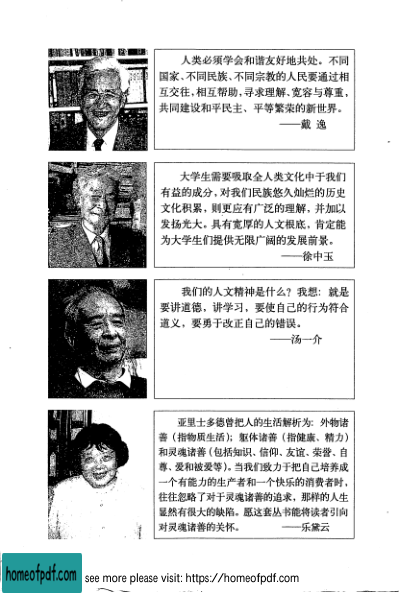 人类必须学会和谐友好地共处。不同
国家、不同民族、不同宗教的人民要通过相
互交往,相互帮助,寻求理解、宽容与尊重,
共同建设和平民主、平等繁荣的新世界。
——戴 逸
大学生需要吸取全人类文化中于我们
有益的成分,对我们民族悠久灿烂的历史
文化积累,则更应有广泛的理解,并加以
发扬光大。具有宽厚的人文根底,肯定能
为大学生们提供无限广阔的发展前景。
——徐中玉
我们的人文精神是什么?我想:就是
要讲道德,讲学习,要使自己的行为符合
道义,要勇于改正自己的错误。
——汤一介
亚里士多德曾把人的生活解析为:外物诸
善(指物质生活);躯体诸善(指健康、精力)
和灵魂诸善(包括知识、信仰、友谊、荣誉、自
尊、爱和被爱等)。当我们致力于把自己培养成
一个有能力的生产者和一个快乐的消费者时,
往往忽略了对于灵魂诸善的追求,那样的人生
显然有很大的缺陷。愿这套丛书能将读者引向
对灵魂诸善的关怀。 ——乐黛云
homeofpdf.com see more please visit: https://homeofpdf.com